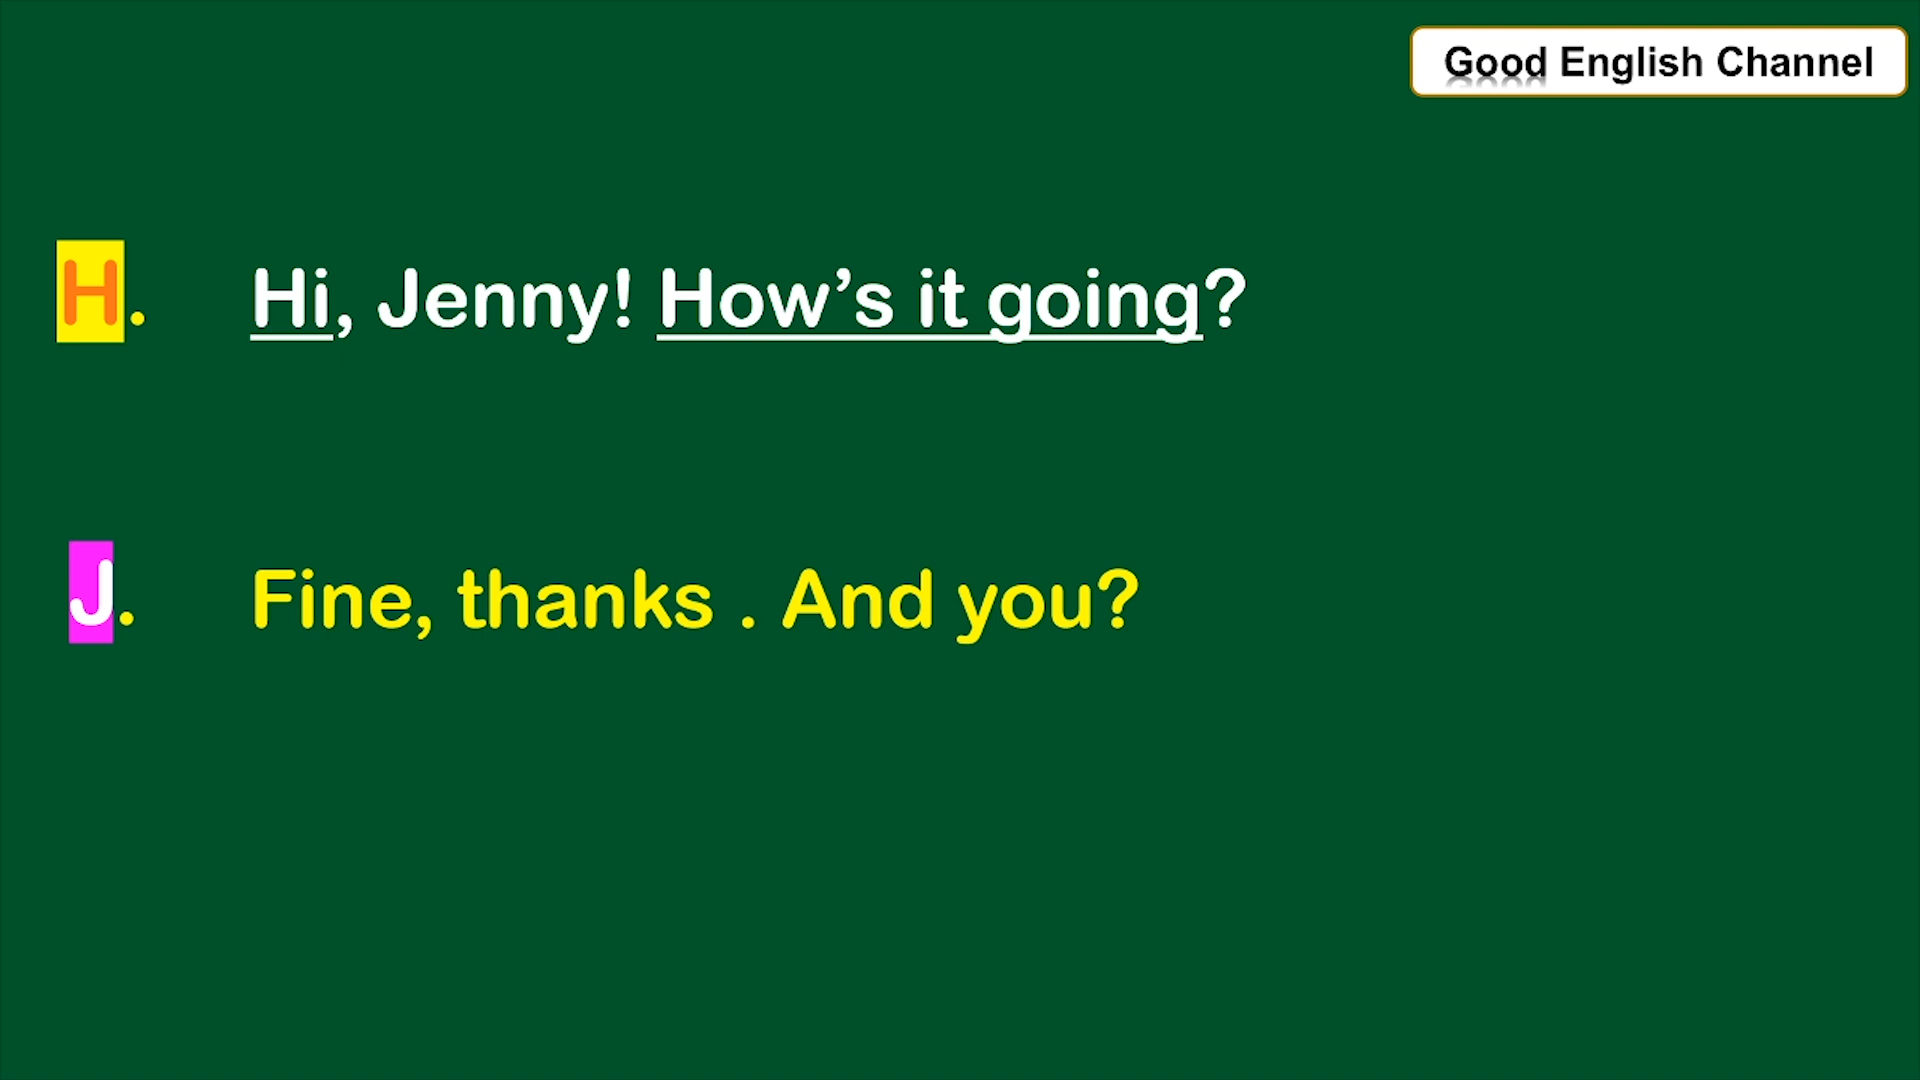 Good English Channel
H. Hi, Jenny! How’s it going?
J. Fine, thanks . And you?